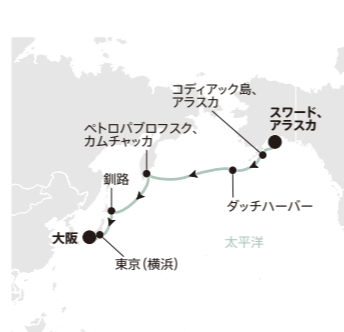 コディアック島、
アラスカ
スワード、
アラスカ
ペトロパブロフスク、
カムチャッカ
釧路
ダッチハーバー
大阪
太平洋
東京(横浜)